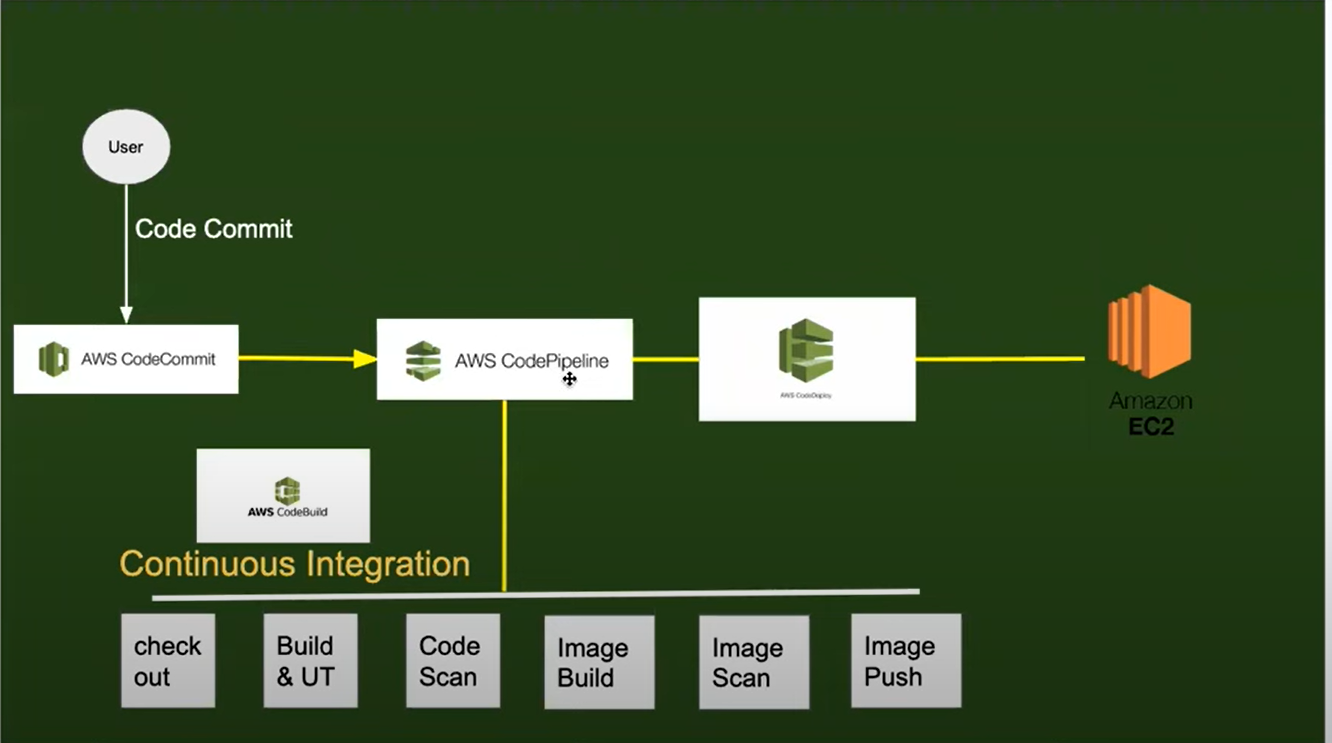 User
Code Commit
AWS CodeCommit
AWS CodePipeline
AWS CodeDeploy
Amazon
EC2
AWS CodeBuild
Continuous Integration
check
out
Build
& UT
Code
Scan
Image
Build
Image
Scan
Image
Push